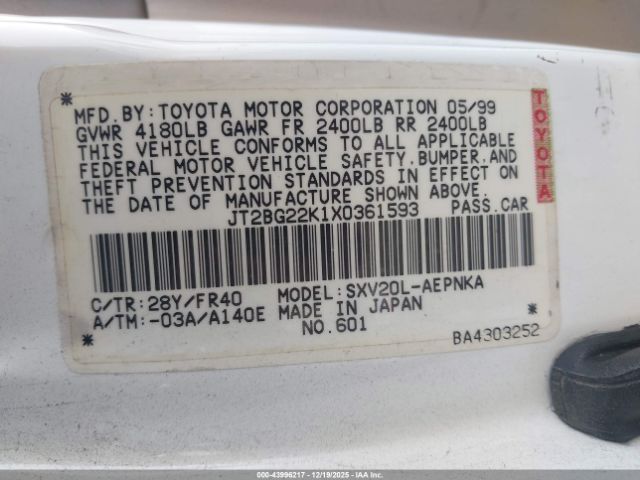 MFD. BY: TOYOTA MOTOR CORPORATION 05/99
GVWR 4180LB GAWR FR 2400LB RR 2400LB
THIS VEHICLE CONFORMS TO ALL APPLICABLE
FEDERAL MOTOR VEHICLE SAFETY, BUMPER, AND
THEFT PREVENTION STANDARDS IN EFFECT ON
THE DATE OF MANUFACTURE SHOWN ABOVE.
JT2BG22K1X0361593 PASS. CAR
TOYOTA
C/TR: 28Y/FR40 MODEL: SXV20L-AEPNKA
A/TM: -03A/A140E MADE IN JAPAN
NO. 601
BA4303252
000-43996217 - 12/19/2025 - IAAI.COM